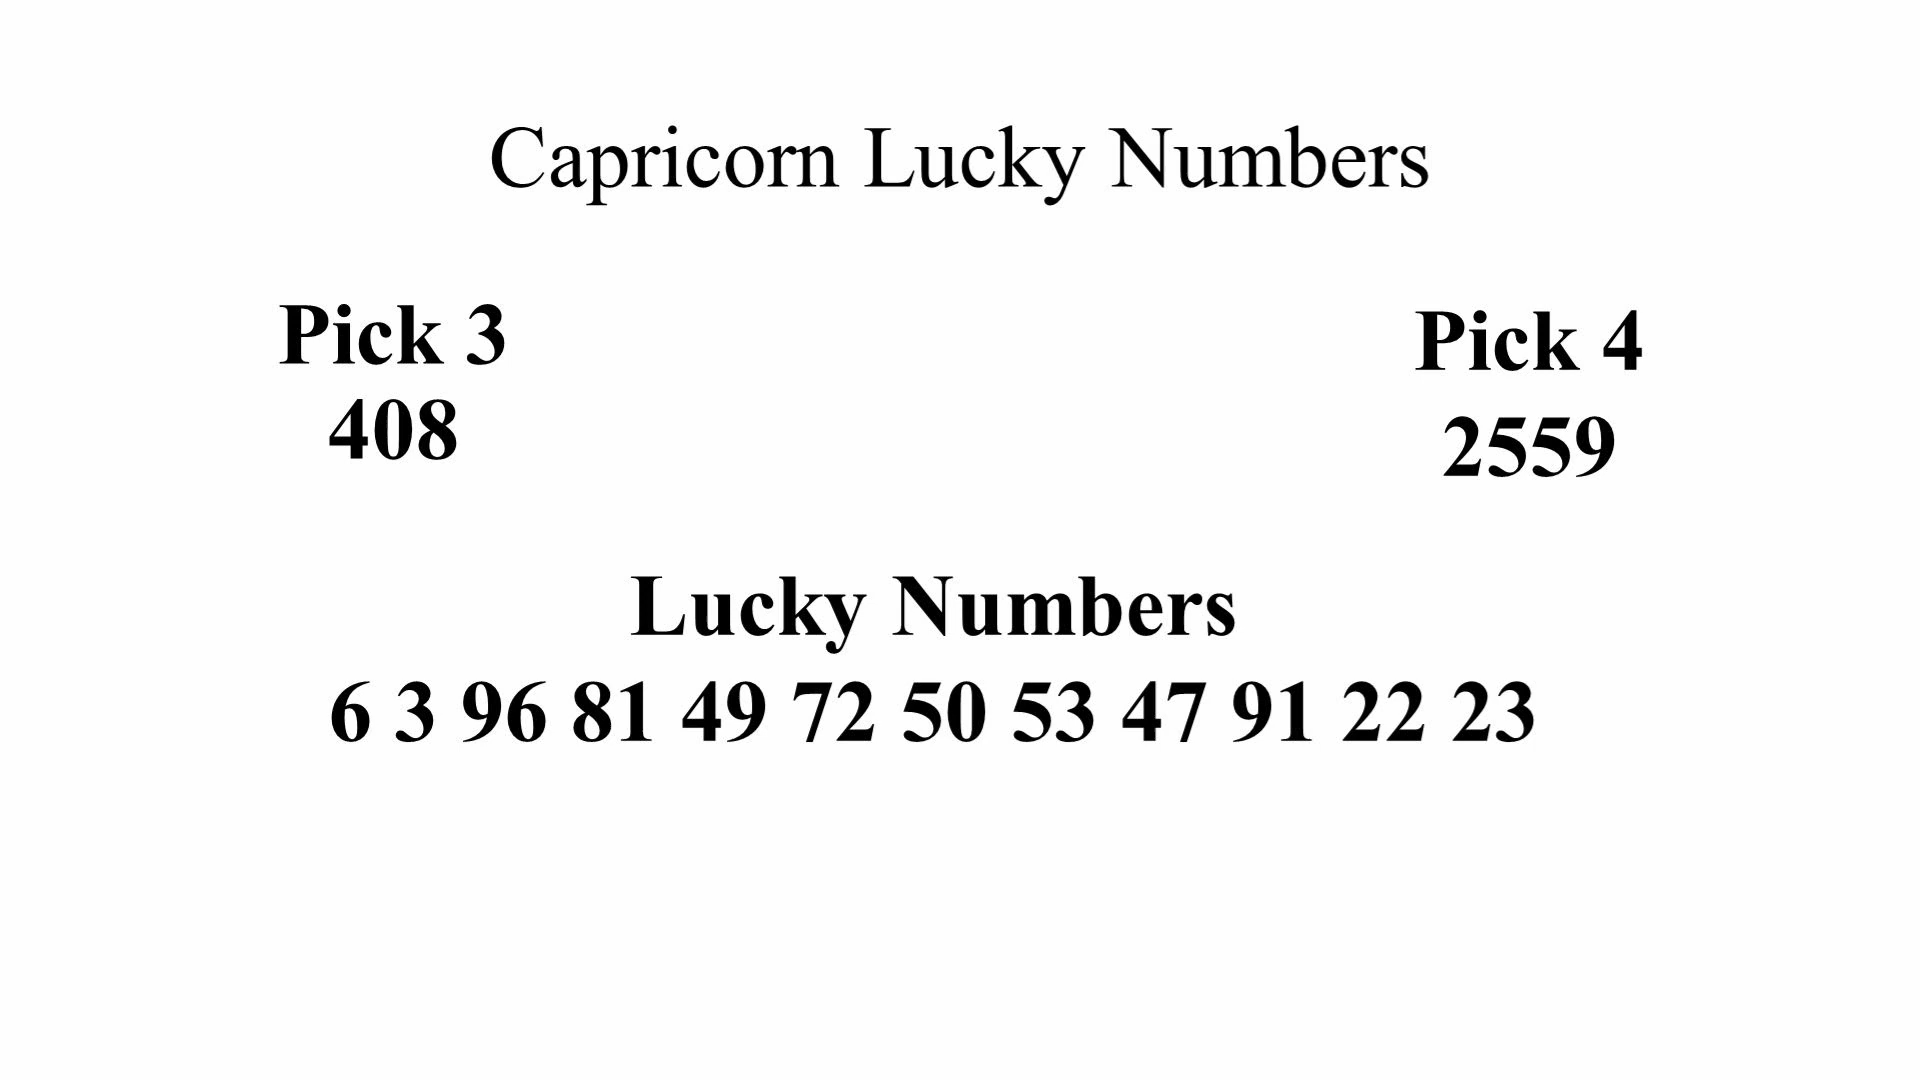 Capricorn Lucky Numbers
Pick 3
408
Pick 4
2559
Lucky Numbers
6 3 96 81 49 72 50 53 47 91 22 23